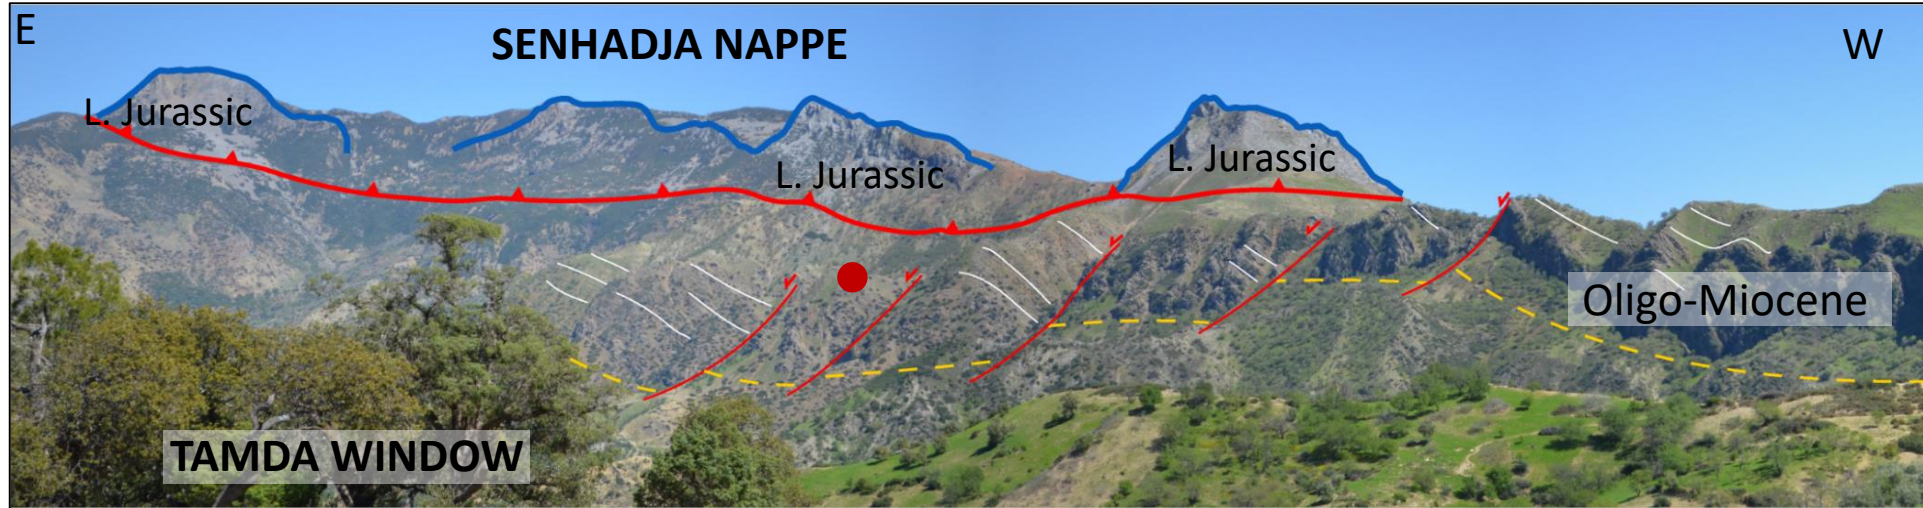 E
SENHADJA NAPPE
W
L. Jurassic
L. Jurassic
L. Jurassic
Oligo-Miocene
TAMDA WINDOW